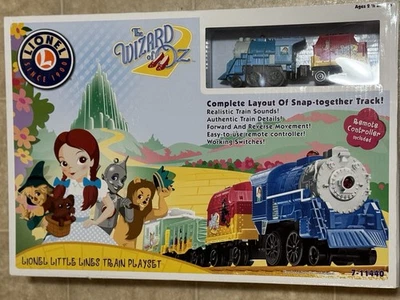 LIONEL
L
SINCE 1900
The
WIZARD
of
OZ
Complete Layout Of Snap-together Track!
Realistic Train Sounds!
Authentic Train Details!
Forward And Reverse Movement!
Easy-to-use remote controller!
Working Switches!
Remote
Controller
included
LIONEL LITTLE LINES TRAIN PLAYSET
7-11440